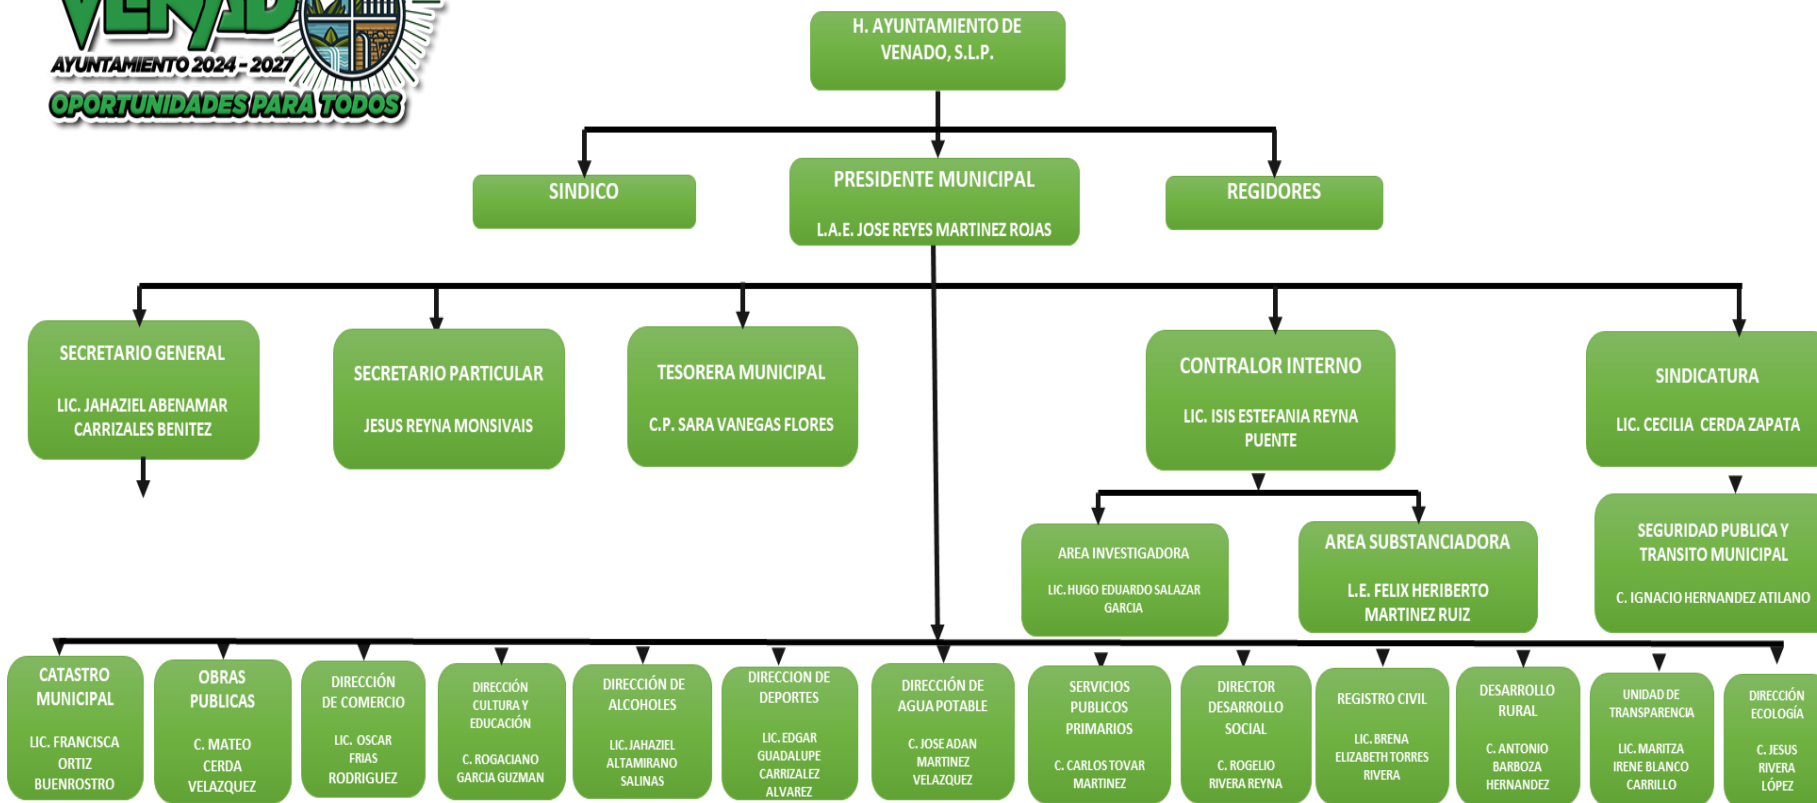 VENADO
AYUNTAMIENTO 2024 - 2027
OPORTUNIDADES PARA TODOS
H. AYUNTAMIENTO DE
VENADO, S.L.P.
SINDICO
PRESIDENTE MUNICIPAL
L.A.E. JOSE REYES MARTINEZ ROJAS
REGIDORES
SECRETARIO GENERAL
LIC. JAHAZIEL ABENAMAR
CARRIZALES BENITEZ
SECRETARIO PARTICULAR
JESUS REYNA MONSIVAIS
TESORERA MUNICIPAL
C.P. SARA VANEGAS FLORES
CONTRALOR INTERNO
LIC. ISIS ESTEFANIA REYNA
PUENTE
SINDICATURA
LIC. CECILIA CERDA ZAPATA
AREA INVESTIGADORA
LIC. HUGO EDUARDO SALAZAR
GARCIA
AREA SUBSTANCIADORA
L.E. FELIX HERIBERTO
MARTINEZ RUIZ
SEGURIDAD PUBLICA Y
TRANSITO MUNICIPAL
C. IGNACIO HERNANDEZ ATILANO
CATASTRO
MUNICIPAL
LIC. FRANCISCA
ORTIZ
BUENROSTRO
OBRAS
PUBLICAS
C. MATEO
CERDA
VELAZQUEZ
DIRECCIÓN
DE COMERCIO
LIC. OSCAR
FRIAS
RODRIGUEZ
DIRECCIÓN
CULTURA Y
EDUCACIÓN
C. ROGACIANO
GARCIA GUZMAN
DIRECCIÓN DE
ALCOHOLES
LIC. JAHAZIEL
ALTAMIRANO
SALINAS
DIRECCION DE
DEPORTES
LIC. EDGAR
GUADALUPE
CARRIZALEZ
ALVAREZ
DIRECCIÓN DE
AGUA POTABLE
C. JOSE ADAN
MARTINEZ
VELAZQUEZ
SERVICIOS
PUBLICOS
PRIMARIOS
C. CARLOS TOVAR
MARTINEZ
DIRECTOR
DESARROLLO
SOCIAL
C. ROGELIO
RIVERA REYNA
REGISTRO CIVIL
LIC. BRENA
ELIZABETH TORRES
RIVERA
DESARROLLO
RURAL
C. ANTONIO
BARBOZA
HERNANDEZ
UNIDAD DE
TRANSPARENCIA
LIC. MARITZA
IRENE BLANCO
CARRILLO
DIRECCIÓN
ECOLOGÍA
C. JESUS
RIVERA
LÓPEZ